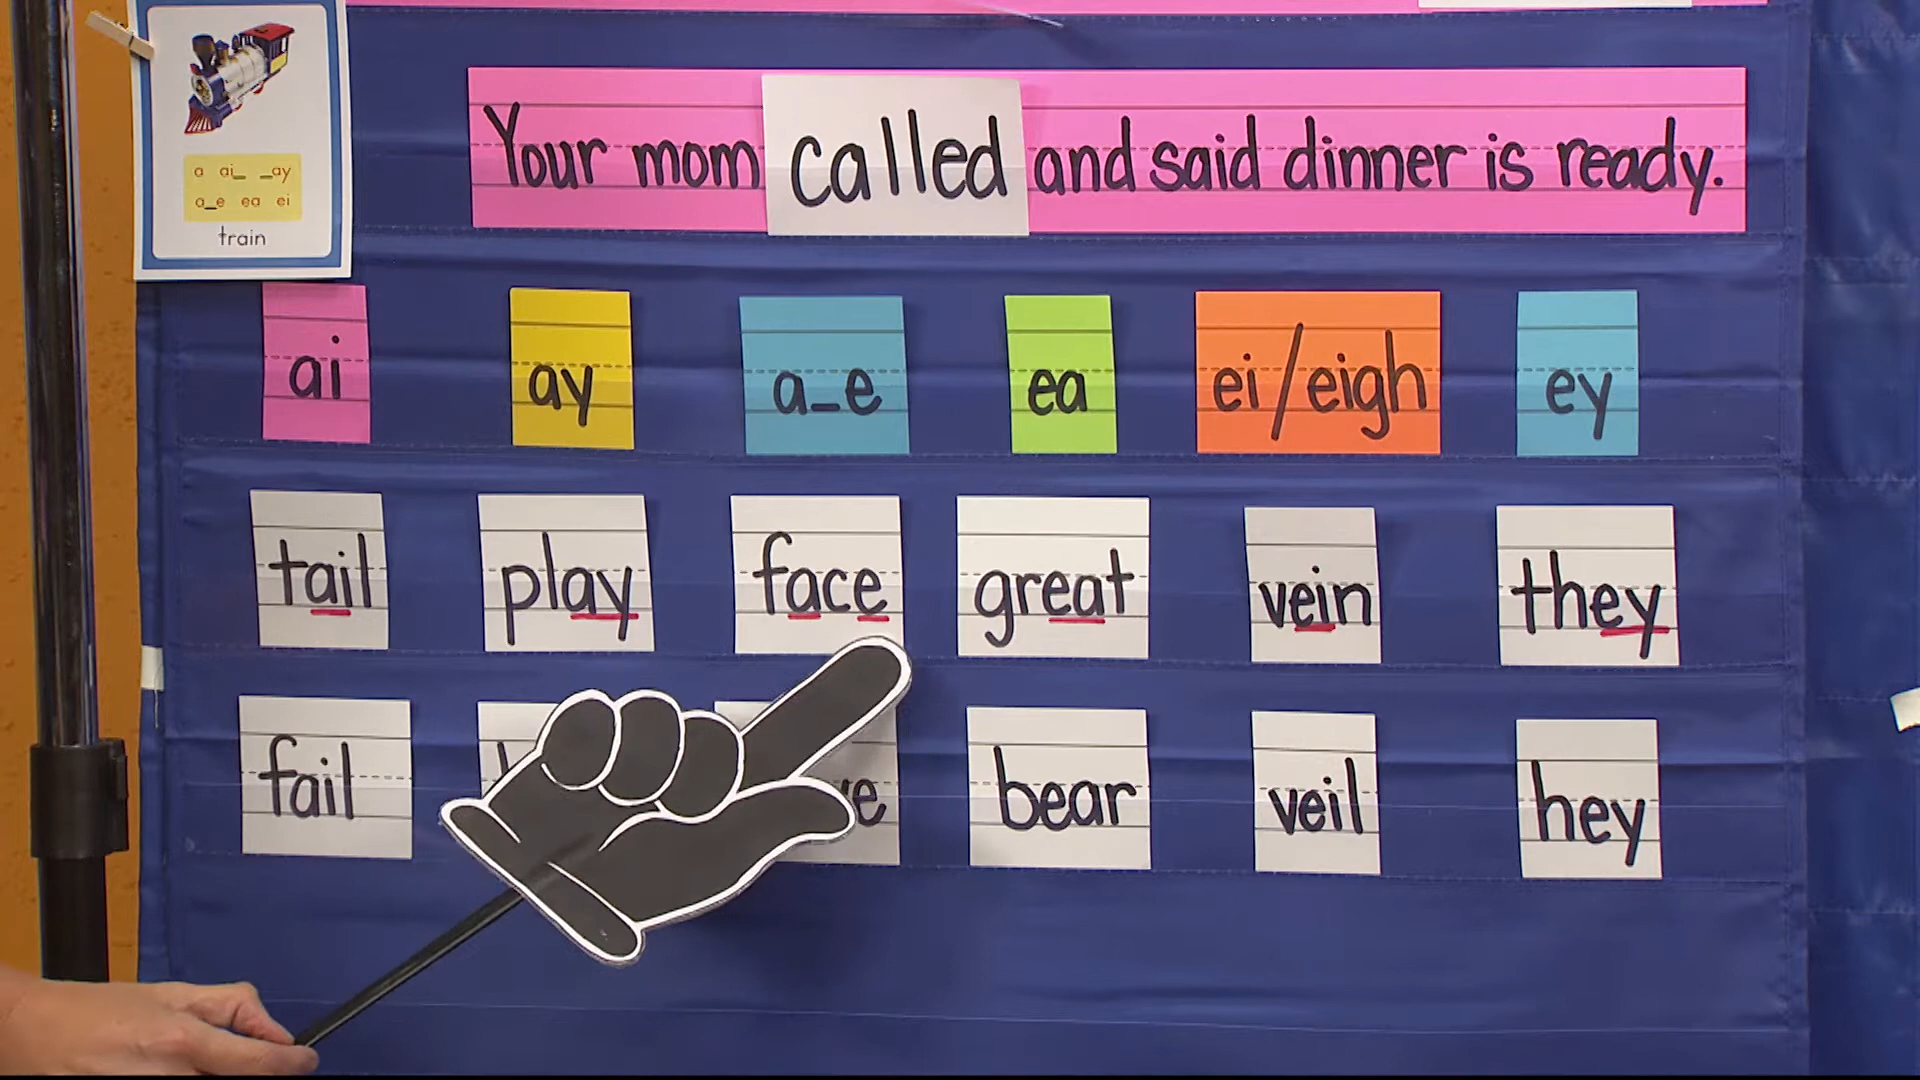 a ai_ _ay
a_e ea ei
train
Your mom called and said dinner is ready.
ai ay a_e ea ei/eigh ey
tail play face great vein they
fail bear veil hey